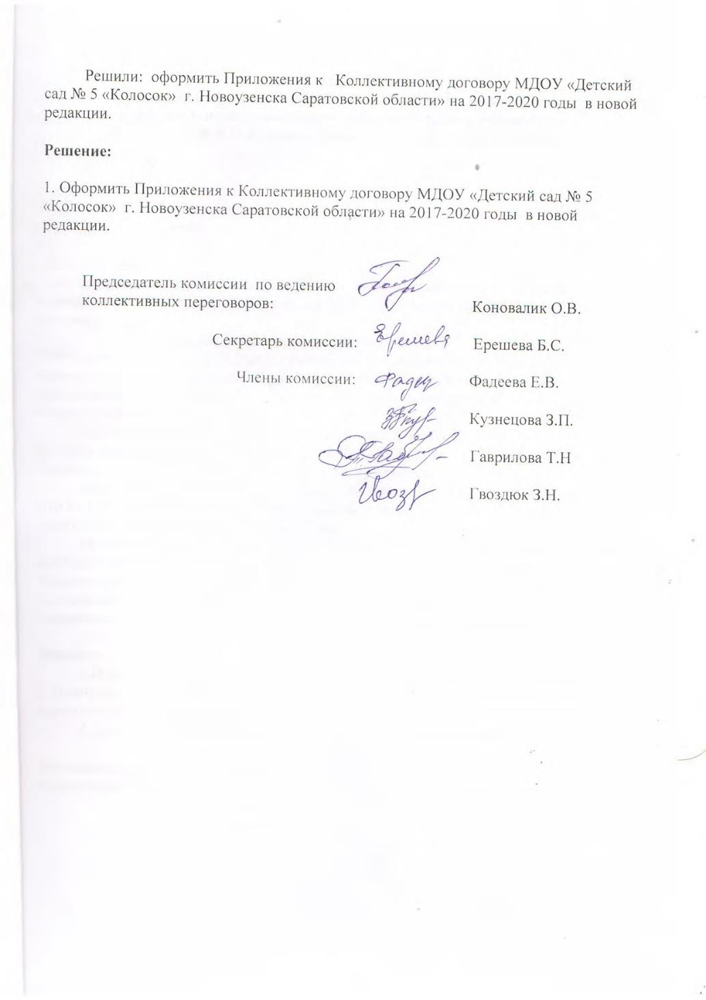 Решили: оформить Приложения к Коллективному договору МДОУ «Детский
сад № 5 «Колосок» г. Новоузенска Саратовской области» на 2017-2020 годы в новой
редакции.
Решение:
1. Оформить Приложения к Коллективному договору МДОУ «Детский сад № 5
«Колосок» г. Новоузенска Саратовской области» на 2017-2020 годы в новой
редакции.
Председатель комиссии по ведению
коллективных переговоров: Коновалик О.В.
Секретарь комиссии: Ерешева Ерешева Б.С.
Члены комиссии: Фадеева Е.В.
Кузнецова З.П.
Гаврилова Т.Н
Гвоздюк З.Н.